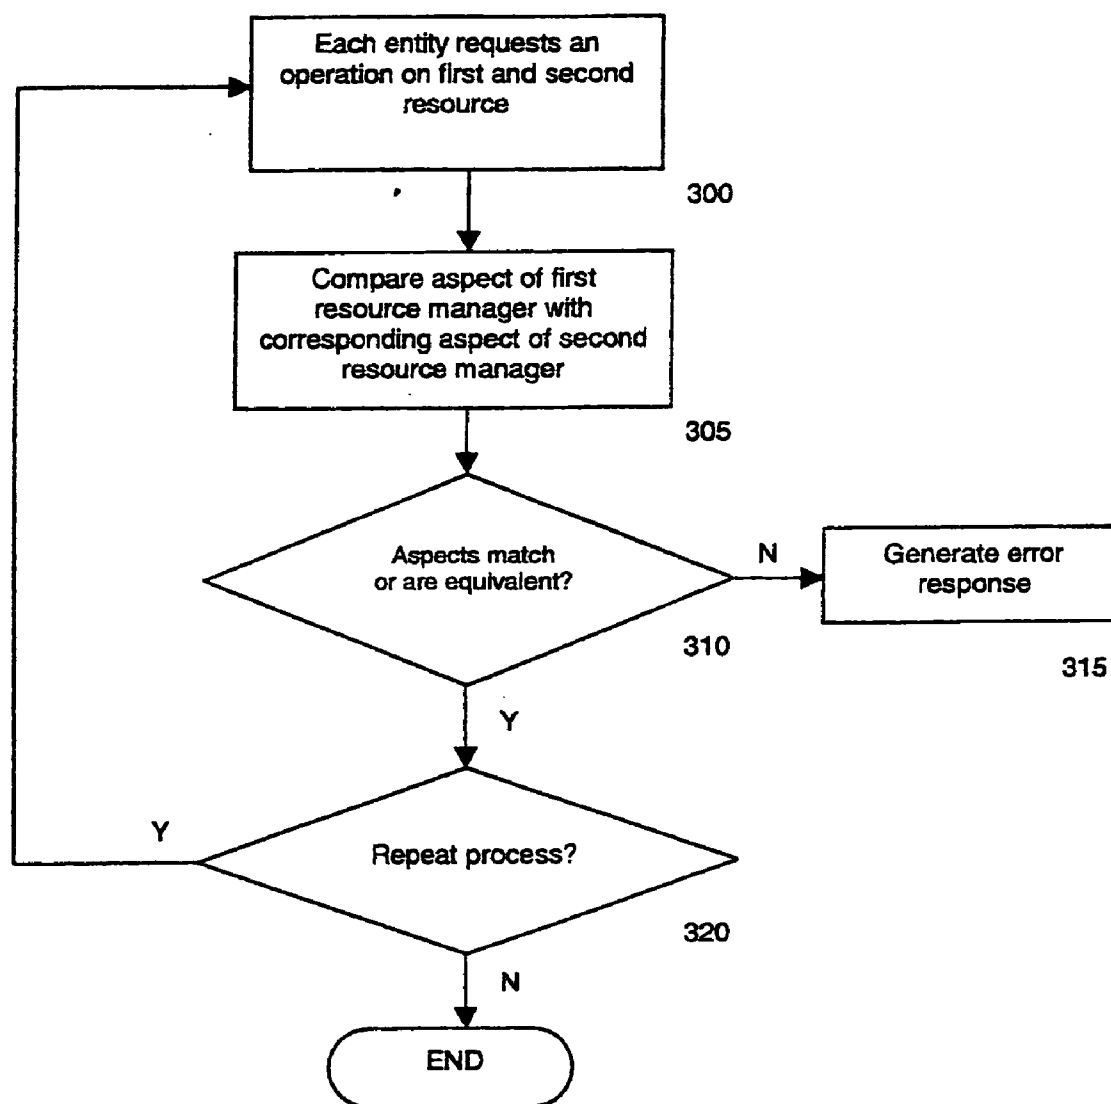 Each entity requests an
operation on first and second
resource
300
Compare aspect of first
resource manager with
corresponding aspect of second
resource manager
305
Aspects match
or are equivalent?
N
Generate error
response
310
315
Y
Y
Repeat process?
320
N
END